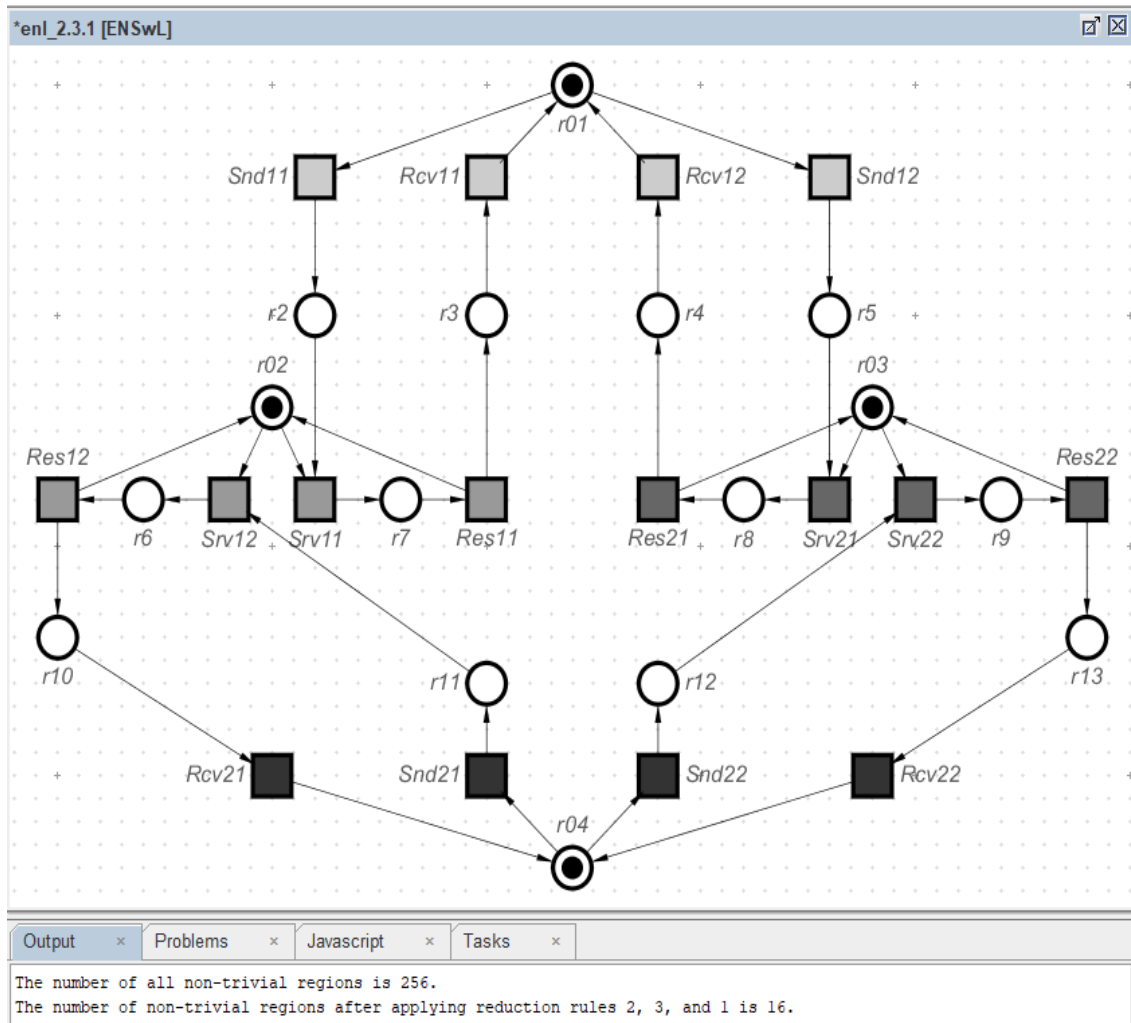 *enl_2.3.1 [ENSwL]
r01
Snd11
Rcv11
Rcv12
Snd12
r2
r3
r4
r5
r02
r03
Res12
Res22
r6
Srv12
Srv11
r7
Res11
Res21
r8
Srv21
Srv22
r9
r10
r11
r12
r13
Rcv21
Snd21
Snd22
Rcv22
r04
Output × Problems × Javascript × Tasks ×
The number of all non-trivial regions is 256.
The number of non-trivial regions after applying reduction rules 2, 3, and 1 is 16.